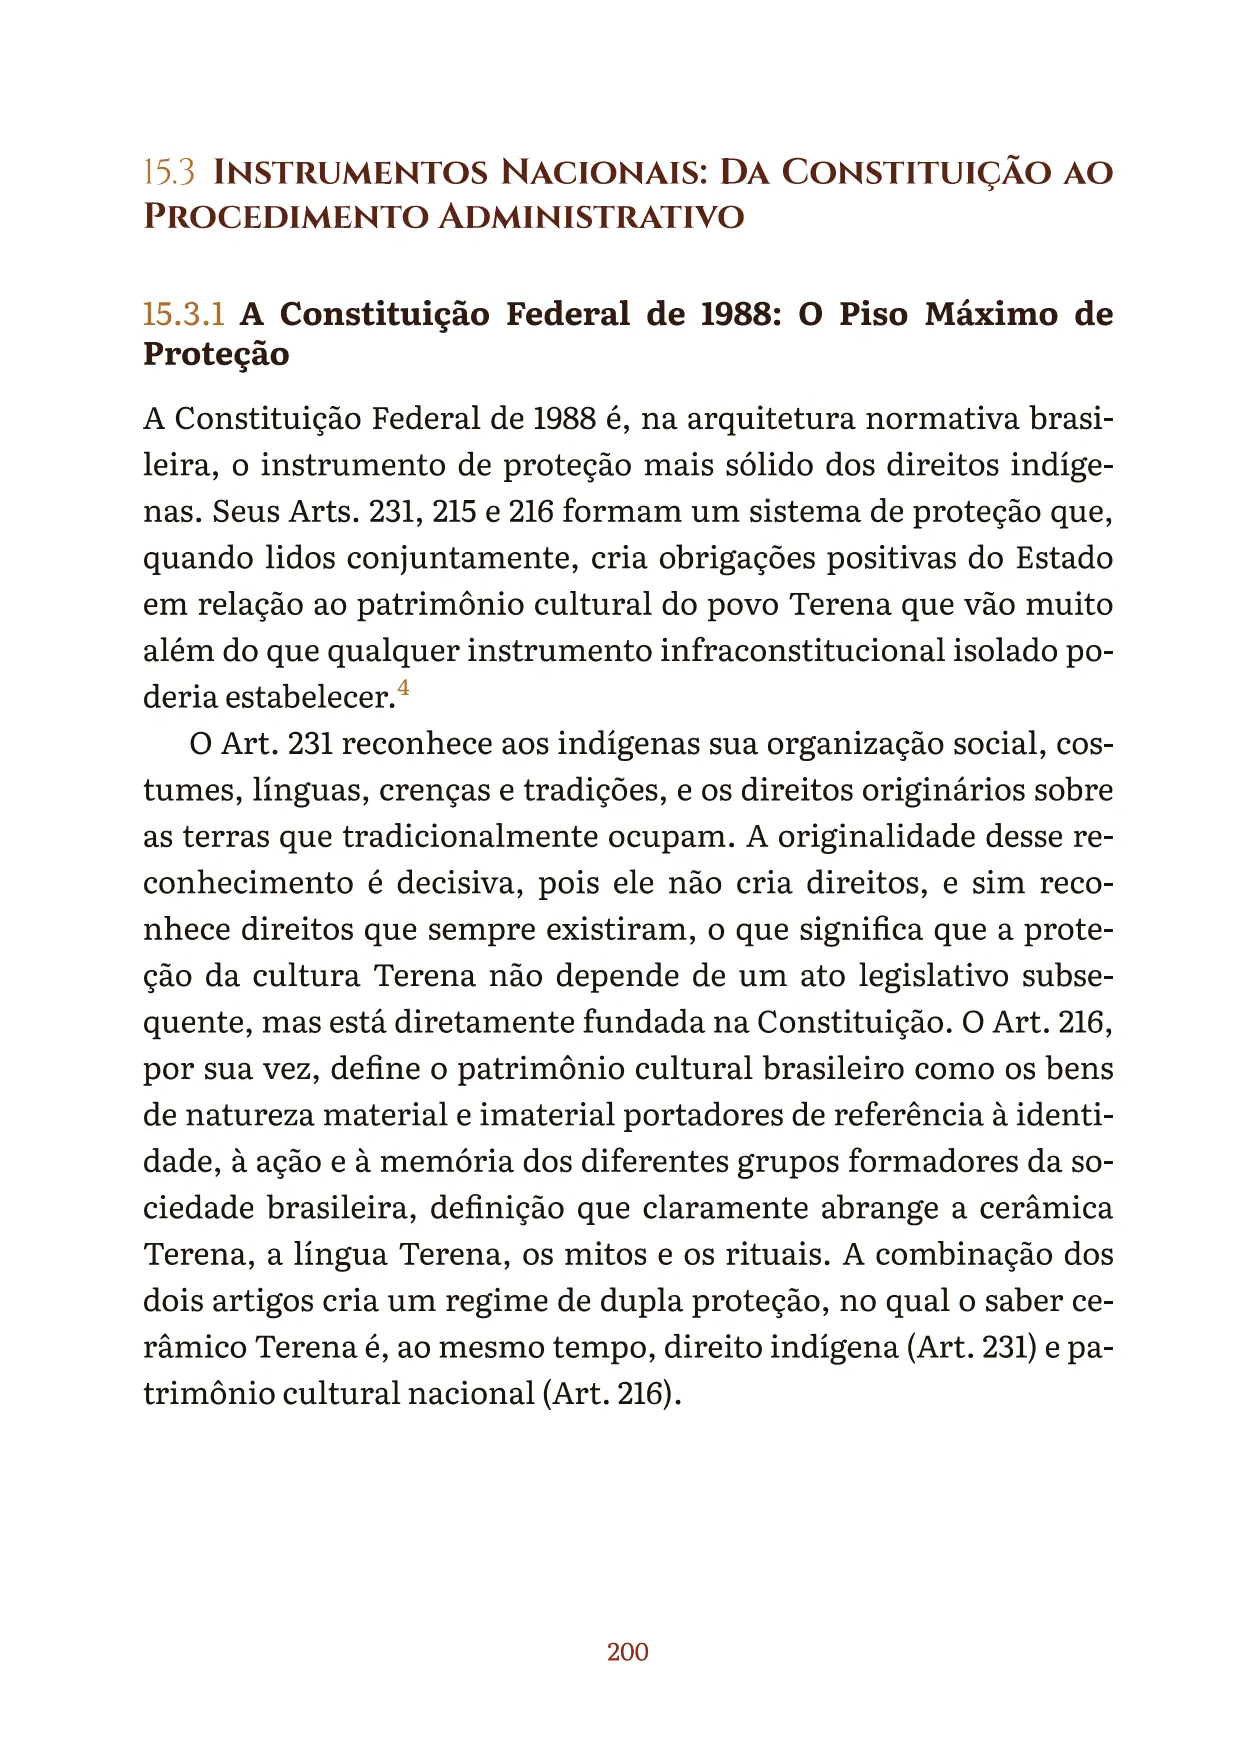 15.3 Instrumentos Nacionais: Da Constituição ao
Procedimento Administrativo
15.3.1 A Constituição Federal de 1988: O Piso Máximo de
Proteção
A Constituição Federal de 1988 é, na arquitetura normativa brasi-
leira, o instrumento de proteção mais sólido dos direitos indíge-
nas. Seus Arts. 231, 215 e 216 formam um sistema de proteção que,
quando lidos conjuntamente, cria obrigações positivas do Estado
em relação ao patrimônio cultural do povo Terena que vão muito
além do que qualquer instrumento infraconstitucional isolado po-
deria estabelecer.4
O Art. 231 reconhece aos indígenas sua organização social, cos-
tumes, línguas, crenças e tradições, e os direitos originários sobre
as terras que tradicionalmente ocupam. A originalidade desse re-
conhecimento é decisiva, pois ele não cria direitos, e sim reco-
nhece direitos que sempre existiram, o que significa que a prote-
ção da cultura Terena não depende de um ato legislativo subse-
quente, mas está diretamente fundada na Constituição. O Art. 216,
por sua vez, define o patrimônio cultural brasileiro como os bens
de natureza material e imaterial portadores de referência à identi-
dade, à ação e à memória dos diferentes grupos formadores da so-
ciedade brasileira, definição que claramente abrange a cerâmica
Terena, a língua Terena, os mitos e os rituais. A combinação dos
dois artigos cria um regime de dupla proteção, no qual o saber ce-
râmico Terena é, ao mesmo tempo, direito indígena (Art. 231) e pa-
trimônio cultural nacional (Art. 216).
200